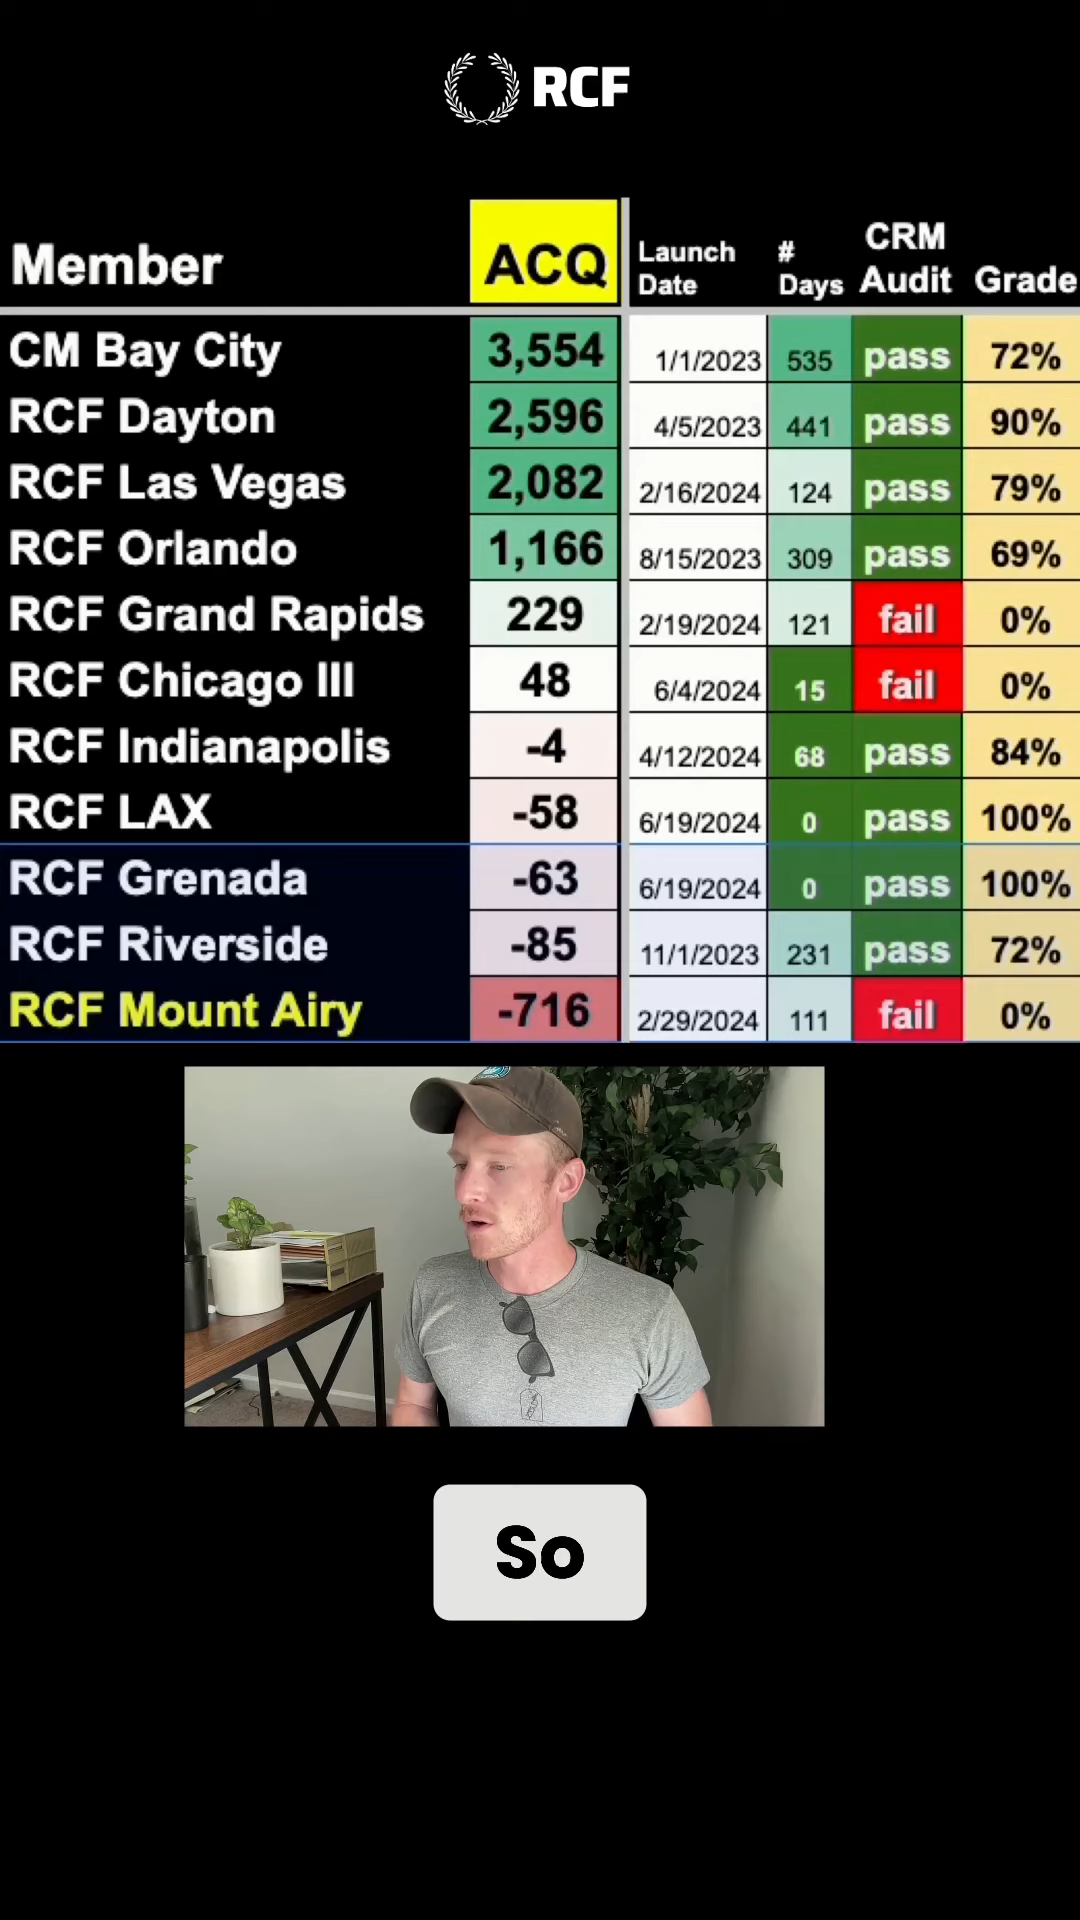 RCF
Member ACQ Launch Date # Days CRM Audit Grade
CM Bay City 3,554 1/1/2023 535 pass 72%
RCF Dayton 2,596 4/5/2023 441 pass 90%
RCF Las Vegas 2,082 2/16/2024 124 pass 79%
RCF Orlando 1,166 8/15/2023 309 pass 69%
RCF Grand Rapids 229 2/19/2024 121 fail 0%
RCF Chicago III 48 6/4/2024 15 fail 0%
RCF Indianapolis -4 4/12/2024 68 pass 84%
RCF LAX -58 6/19/2024 0 pass 100%
RCF Grenada -63 6/19/2024 0 pass 100%
RCF Riverside -85 11/1/2023 231 pass 72%
RCF Mount Airy -716 2/29/2024 111 fail 0%
So